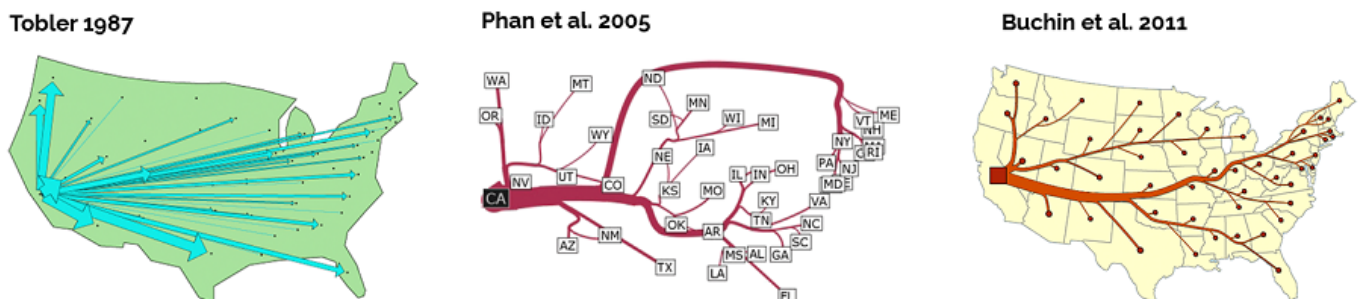 Tobler 1987
Phan et al. 2005
Buchin et al. 2011
WA
MT
ND
OR
ID
SD
MN
WI
MI
VT
ME
NH
WY
NE
IA
NY
RI
CA
NV
UT
CO
KS
MO
IL
IN
OH
PA
NJ
MD
KY
VA
AZ
NM
OK
AR
TN
NC
SC
TX
LA
MS
AL
GA
FL